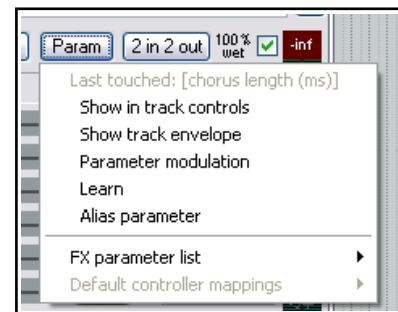 Param 2 in 2 out 100% wet -inf
Last touched: [chorus length (ms)]
Show in track controls
Show track envelope
Parameter modulation
Learn
Alias parameter
FX parameter list
Default controller mappings